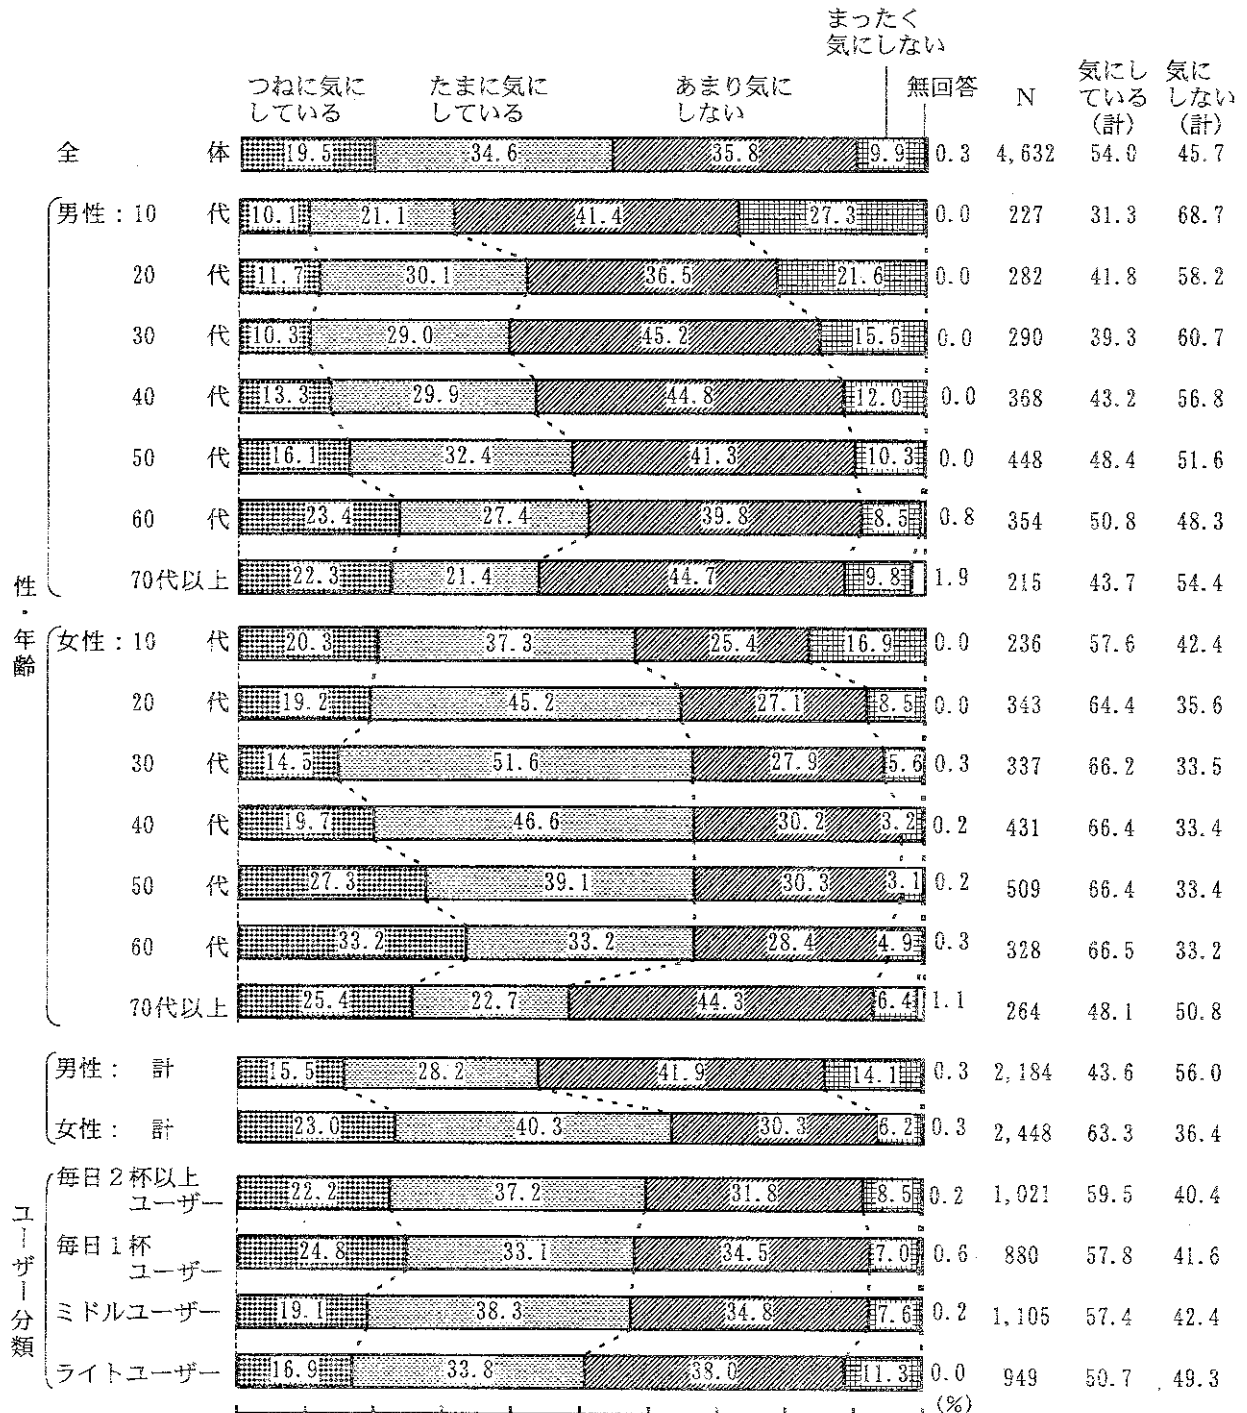 まったく
気にしない
つねに気に
している
たまに気に
している
あまり気に
しない
無回答
N
気にし
ている
(計)
気に
しない
(計)
全 体 19.5 34.6 35.8 9.9 0.3 4,632 54.0 45.7
男性：10 代 10.1 21.1 41.4 27.3 0.0 227 31.3 68.7
20 代 11.7 30.1 36.5 21.6 0.0 282 41.8 58.2
30 代 10.3 29.0 45.2 15.5 0.0 290 39.3 60.7
40 代 13.3 29.9 44.8 12.0 0.0 368 43.2 56.8
50 代 16.1 32.4 41.3 10.3 0.0 448 48.4 51.6
60 代 23.4 27.4 39.8 8.5 0.8 354 50.8 48.3
70代以上 22.3 21.4 44.7 9.8 1.9 215 43.7 54.4
性・年齢
女性：10 代 20.3 37.3 25.4 16.9 0.0 236 57.6 42.4
20 代 19.2 45.2 27.1 8.5 0.0 343 64.4 35.6
30 代 14.5 51.6 27.9 5.6 0.3 337 66.2 33.5
40 代 19.7 46.6 30.2 3.2 0.2 431 66.4 33.4
50 代 27.3 39.1 30.3 3.1 0.2 509 66.4 33.4
60 代 33.2 33.2 28.4 4.9 0.3 328 66.5 33.2
70代以上 25.4 22.7 44.3 6.4 1.1 264 48.1 50.8
男性： 計 15.5 28.2 41.9 14.1 0.3 2,184 43.6 56.0
女性： 計 23.0 40.3 30.3 6.2 0.3 2,448 63.3 36.4
ユーザー分類
毎日２杯以上
ユーザー 22.2 37.2 31.8 8.5 0.2 1,021 59.5 40.4
毎日１杯
ユーザー 24.8 33.1 34.5 7.0 0.6 880 57.8 41.6
ミドルユーザー 19.1 38.3 34.8 7.6 0.2 1,105 57.4 42.4
ライトユーザー 16.9 33.8 38.0 11.3 0.0 949 50.7 49.3
(%)